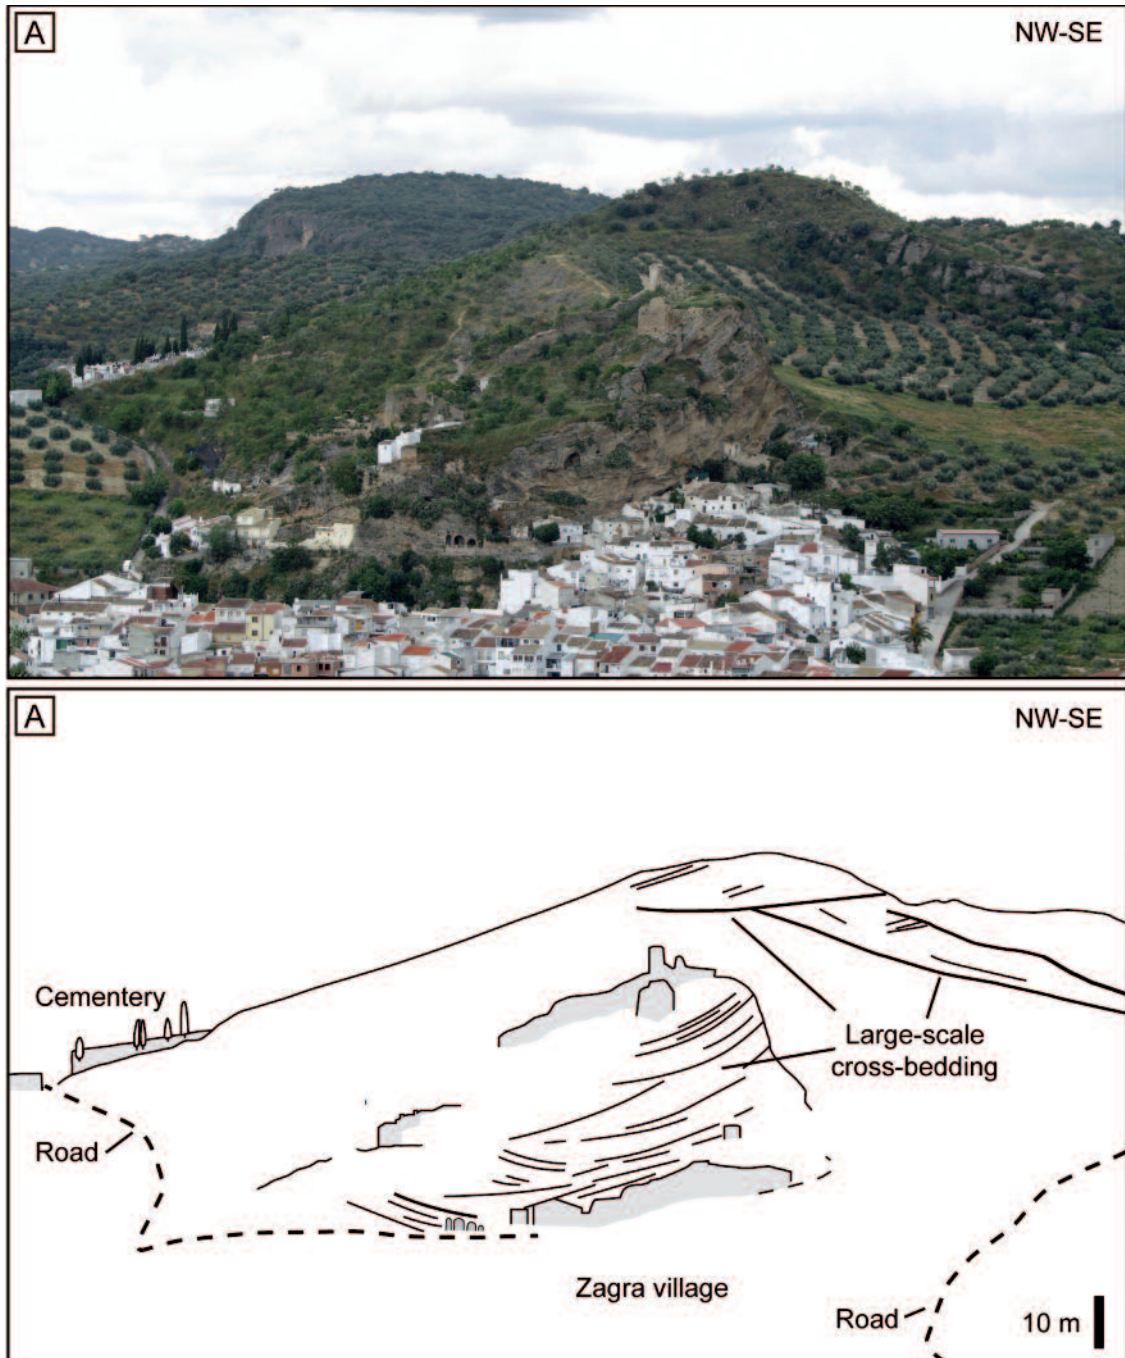 A
NW-SE
A
NW-SE
Cementery
Road
Large-scale
cross-bedding
Zagra village
Road
10 m